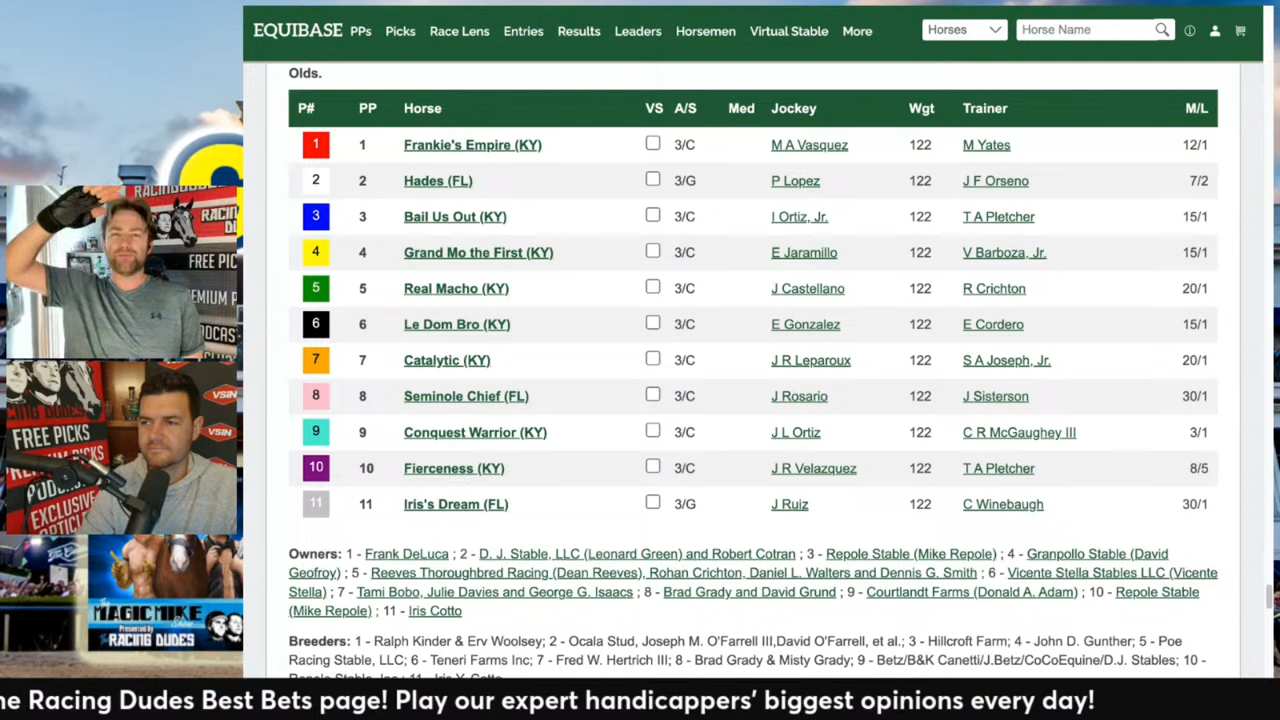 EQUIBASE PPs Picks Race Lens Entries Results Leaders Horsemen Virtual Stable More Horses Horse Name
Olds.
P# PP Horse VS A/S Med Jockey Wgt Trainer M/L
1 1 Frankie's Empire (KY) 3/C M A Vasquez 122 M Yates 12/1
2 2 Hades (FL) 3/G P Lopez 122 J F Orseno 7/2
3 3 Bail Us Out (KY) 3/C I Ortiz, Jr. 122 T A Pletcher 15/1
4 4 Grand Mo the First (KY) 3/C E Jaramillo 122 V Barboza, Jr. 15/1
5 5 Real Macho (KY) 3/C J Castellano 122 R Crichton 20/1
6 6 Le Dom Bro (KY) 3/C E Gonzalez 122 E Cordero 15/1
7 7 Catalytic (KY) 3/C J R Leparoux 122 S A Joseph, Jr. 20/1
8 8 Seminole Chief (FL) 3/C J Rosario 122 J Sisterson 30/1
9 9 Conquest Warrior (KY) 3/C J L Ortiz 122 C R McGaughey III 3/1
10 10 Fierceness (KY) 3/C J R Velazquez 122 T A Pletcher 8/5
11 11 Iris's Dream (FL) 3/G J Ruiz 122 C Winebaugh 30/1
Owners: 1 - Frank DeLuca ; 2 - D. J. Stable, LLC (Leonard Green) and Robert Cotran ; 3 - Repole Stable (Mike Repole) ; 4 - Granpollo Stable (David
Geofroy) ; 5 - Reeves Thoroughbred Racing (Dean Reeves), Rohan Crichton, Daniel L. Walters and Dennis G. Smith ; 6 - Vicente Stella Stables LLC (Vicente
Stella) ; 7 - Tami Bobo, Julie Davies and George G. Isaacs ; 8 - Brad Grady and David Grund ; 9 - Courtlandt Farms (Donald A. Adam) ; 10 - Repole Stable
(Mike Repole) ; 11 - Iris Cotto
Breeders: 1 - Ralph Kinder & Erv Woolsey; 2 - Ocala Stud, Joseph M. O'Farrell III,David O'Farrell, et al.; 3 - Hillcroft Farm; 4 - John D. Gunther; 5 - Poe
Racing Stable, LLC; 6 - Teneri Farms Inc; 7 - Fred W. Hertrich III; 8 - Brad Grady & Misty Grady; 9 - Betz/B&K Canetti/J.Betz/CoCoEquine/D.J. Stables; 10 -
FREE PIC
VSIN
VSIN
FREE PICKS
EXCLUSIVE
THE MAGIC MIKE SHOW
Presented by
THE RACING DUDES
he Racing Dudes Best Bets page! Play our expert handicappers' biggest opinions every day!